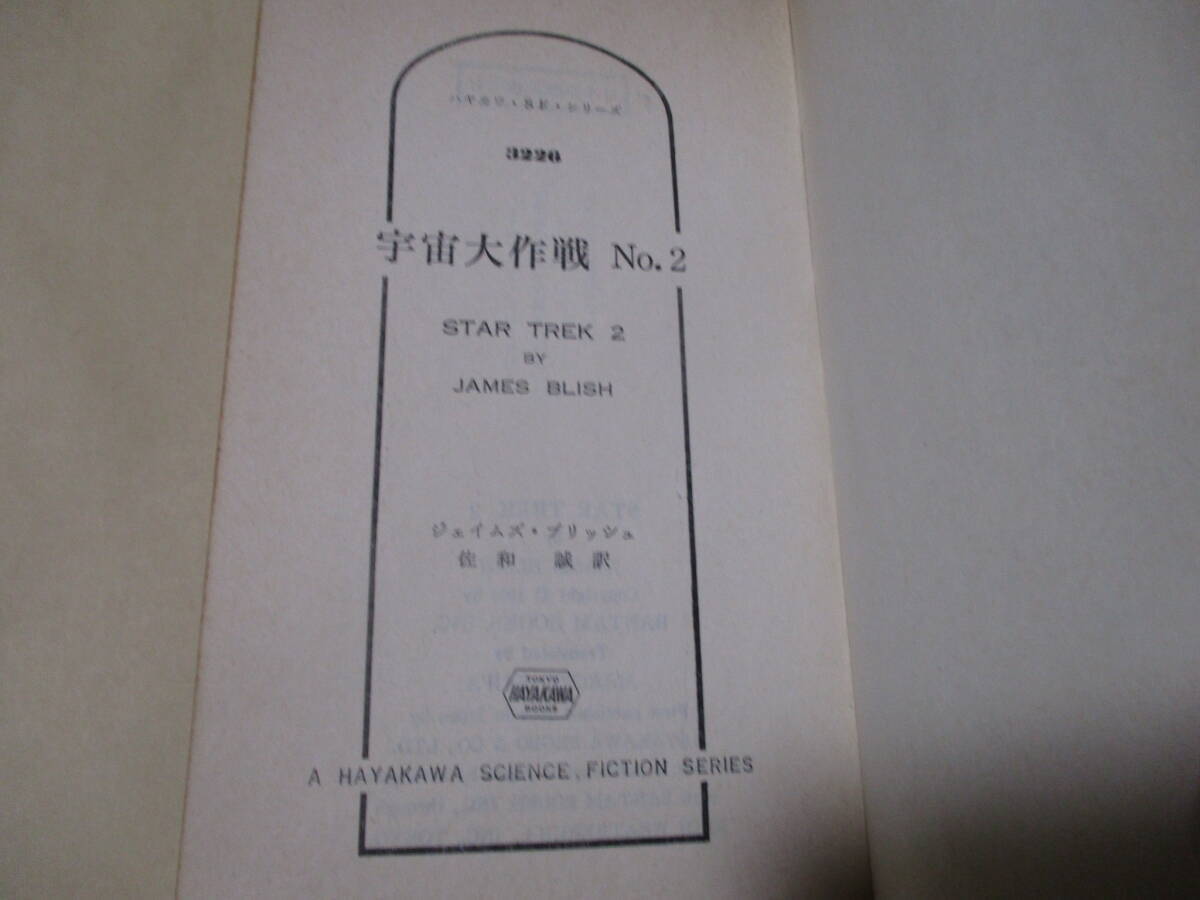 ハヤカワ・SF・シリーズ
3226
宇宙大作戦 No.2
STAR TREK 2
BY
JAMES BLISH
ジェイムズ・ブリッシュ
佐和 誠訳
TOKYO
HAYAKAWA
BOOKS
A HAYAKAWA SCIENCE FICTION SERIES